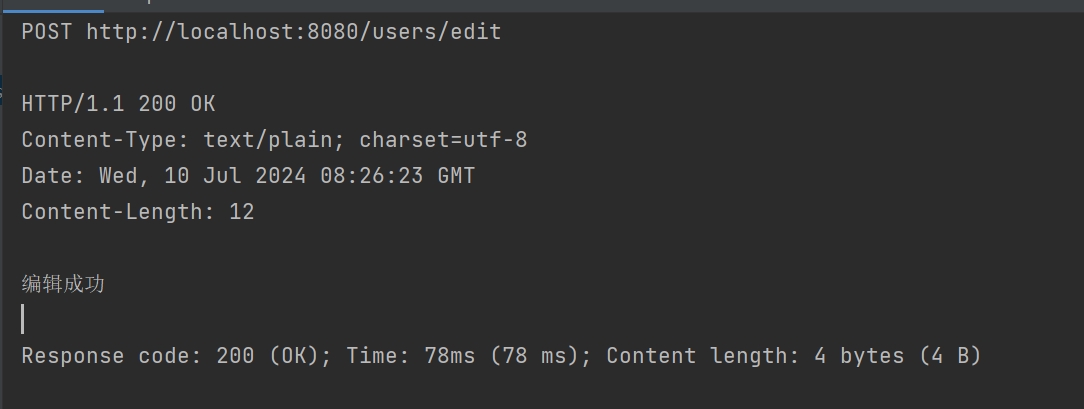 POST http://localhost:8080/users/edit
HTTP/1.1 200 OK
Content-Type: text/plain; charset=utf-8
Date: Wed, 10 Jul 2024 08:26:23 GMT
Content-Length: 12
编辑成功
Response code: 200 (OK); Time: 78ms (78 ms); Content length: 4 bytes (4 B)